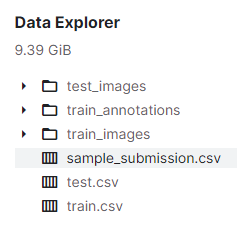 Data Explorer
9.39 GiB
test_images
train_annotations
train_images
sample_submission.csv
test.csv
train.csv